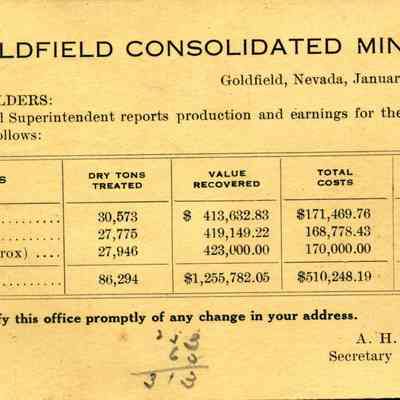 LDFIELD CONSOLIDATED MIN
Goldfield, Nevada, Januar
LDERS:
l Superintendent reports production and earnings for the
ollows:
S DRY TONS TREATED VALUE RECOVERED TOTAL COSTS
.......... 30,573 $ 413,632.83 $171,469.76
.......... 27,775 419,149.22 168,778.43
rox) .... 27,946 423,000.00 170,000.00
.......... 86,294 $1,255,782.05 $510,248.19
fy this office promptly of any change in your address.
A. H.
Secretary
313